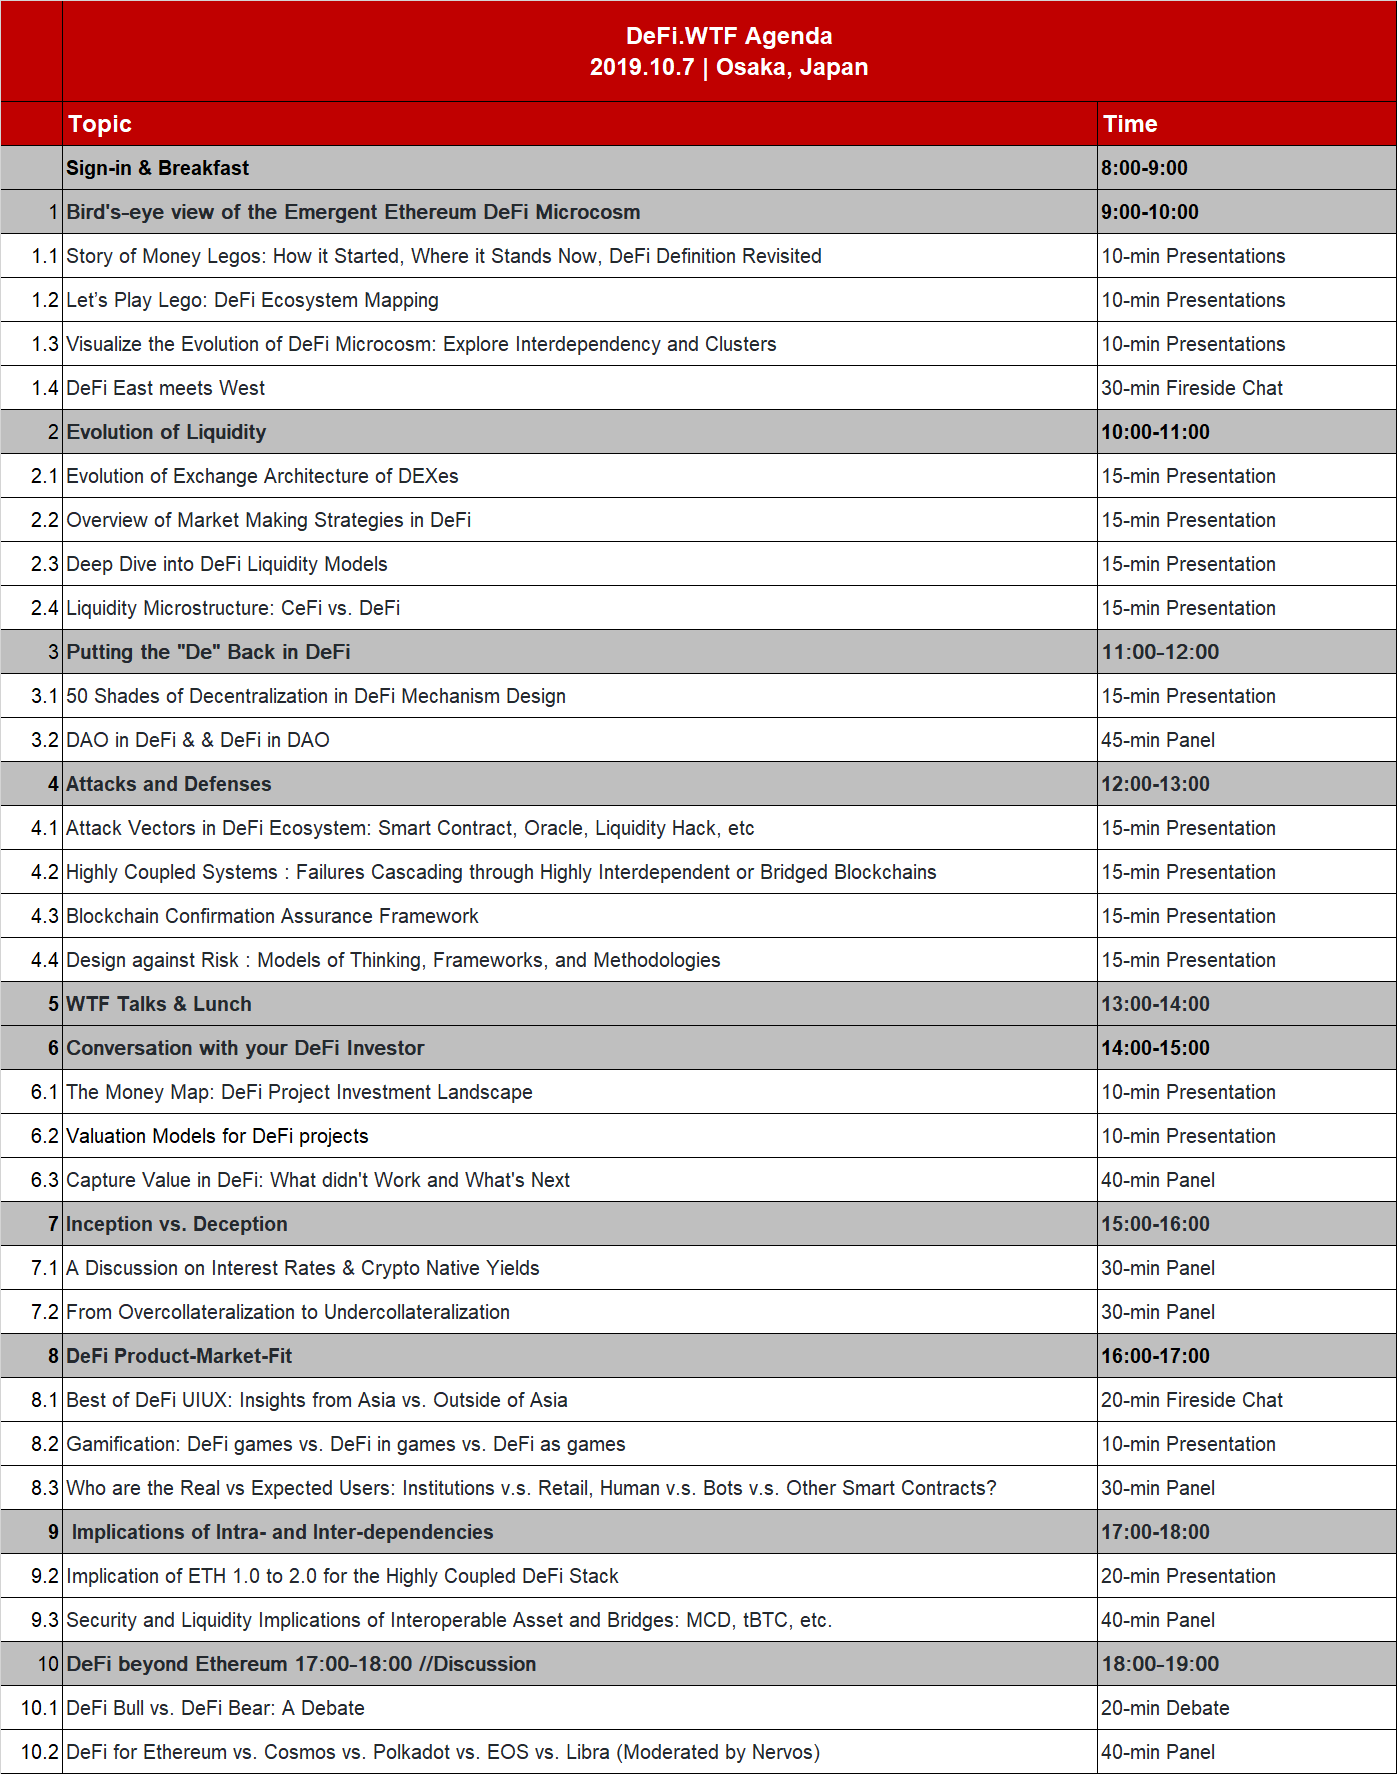 DeFi.WTF Agenda
2019.10.7 | Osaka, Japan
Topic Time
Sign-in & Breakfast 8:00-9:00
1 Bird's-eye view of the Emergent Ethereum DeFi Microcosm 9:00-10:00
1.1 Story of Money Legos: How it Started, Where it Stands Now, DeFi Definition Revisited 10-min Presentations
1.2 Let’s Play Lego: DeFi Ecosystem Mapping 10-min Presentations
1.3 Visualize the Evolution of DeFi Microcosm: Explore Interdependency and Clusters 10-min Presentations
1.4 DeFi East meets West 30-min Fireside Chat
2 Evolution of Liquidity 10:00-11:00
2.1 Evolution of Exchange Architecture of DEXes 15-min Presentation
2.2 Overview of Market Making Strategies in DeFi 15-min Presentation
2.3 Deep Dive into DeFi Liquidity Models 15-min Presentation
2.4 Liquidity Microstructure: CeFi vs. DeFi 15-min Presentation
3 Putting the "De" Back in DeFi 11:00-12:00
3.1 50 Shades of Decentralization in DeFi Mechanism Design 15-min Presentation
3.2 DAO in DeFi & & DeFi in DAO 45-min Panel
4 Attacks and Defenses 12:00-13:00
4.1 Attack Vectors in DeFi Ecosystem: Smart Contract, Oracle, Liquidity Hack, etc 15-min Presentation
4.2 Highly Coupled Systems : Failures Cascading through Highly Interdependent or Bridged Blockchains 15-min Presentation
4.3 Blockchain Confirmation Assurance Framework 15-min Presentation
4.4 Design against Risk : Models of Thinking, Frameworks, and Methodologies 15-min Presentation
5 WTF Talks & Lunch 13:00-14:00
6 Conversation with your DeFi Investor 14:00-15:00
6.1 The Money Map: DeFi Project Investment Landscape 10-min Presentation
6.2 Valuation Models for DeFi projects 10-min Presentation
6.3 Capture Value in DeFi: What didn't Work and What's Next 40-min Panel
7 Inception vs. Deception 15:00-16:00
7.1 A Discussion on Interest Rates & Crypto Native Yields 30-min Panel
7.2 From Overcollateralization to Undercollateralization 30-min Panel
8 DeFi Product-Market-Fit 16:00-17:00
8.1 Best of DeFi UIUX: Insights from Asia vs. Outside of Asia 20-min Fireside Chat
8.2 Gamification: DeFi games vs. DeFi in games vs. DeFi as games 10-min Presentation
8.3 Who are the Real vs Expected Users: Institutions v.s. Retail, Human v.s. Bots v.s. Other Smart Contracts? 30-min Panel
9 Implications of Intra- and Inter-dependencies 17:00-18:00
9.2 Implication of ETH 1.0 to 2.0 for the Highly Coupled DeFi Stack 20-min Presentation
9.3 Security and Liquidity Implications of Interoperable Asset and Bridges: MCD, tBTC, etc. 40-min Panel
10 DeFi beyond Ethereum 17:00-18:00 //Discussion 18:00-19:00
10.1 DeFi Bull vs. DeFi Bear: A Debate 20-min Debate
10.2 DeFi for Ethereum vs. Cosmos vs. Polkadot vs. EOS vs. Libra (Moderated by Nervos) 40-min Panel